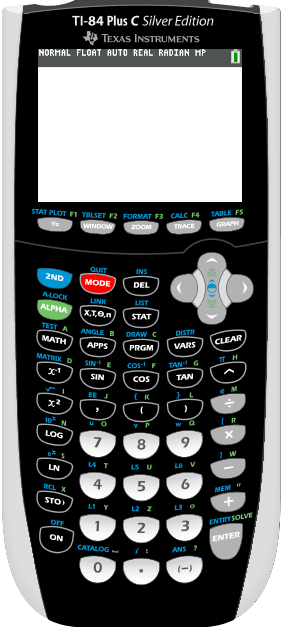 TI-84 Plus C Silver Edition
TEXAS INSTRUMENTS
NORMAL FLOAT AUTO REAL RADIAN MP
STAT PLOT F1 TBLSET F2 FORMAT F3 CALC F4 TABLE F5
Y= WINDOW ZOOM TRACE GRAPH
QUIT INS
2ND MODE DEL
A-LOCK LINK LIST
ALPHA X,T,Θ,n STAT
TEST A ANGLE B DRAW C DISTR
MATH APPS PRGM VARS CLEAR
MATRIX D SIN⁻¹ E COS⁻¹ F TAN⁻¹ G π H
x⁻¹ SIN COS TAN ^
√ I EE J { K } L e M
x² , ( ) ÷
10ˣ N u O v P w Q [ R
LOG 7 8 9 ×
eˣ S L4 T L5 U L6 V ] W
LN 4 5 6 −
RCL X L1 Y L2 Z L3 Θ MEM "
STO› 1 2 3 +
OFF CATALOG ⎵ i : ANS ? ENTRY SOLVE
ON 0 . (−) ENTER